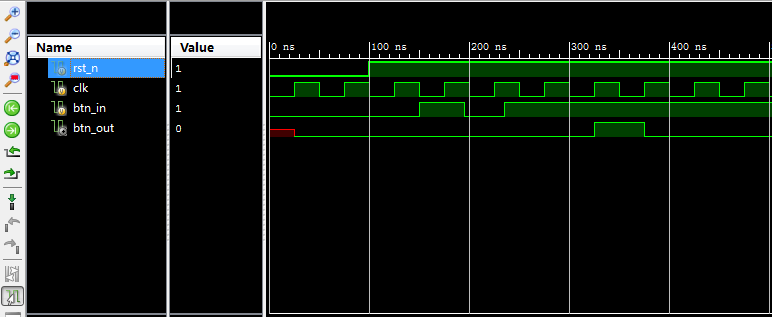 Name Value
0 ns 100 ns 200 ns 300 ns 400 ns
rst_n 1
clk 1
btn_in 1
btn_out 0